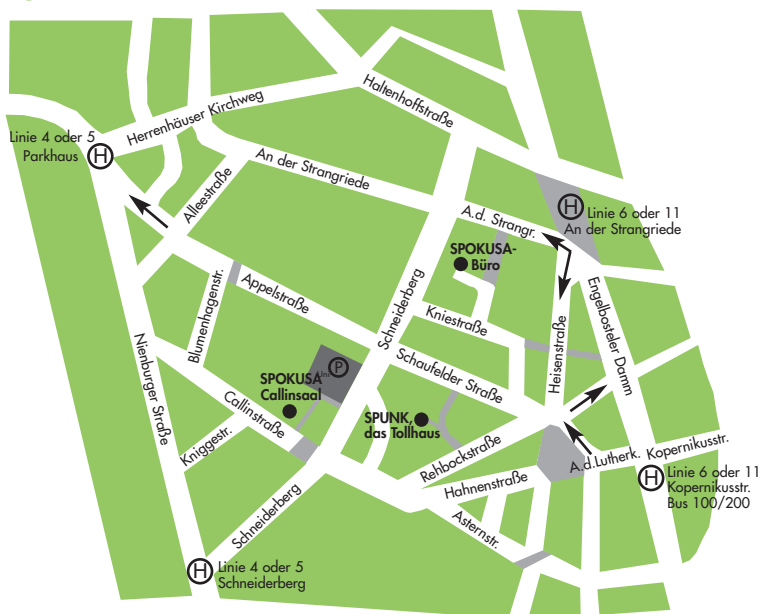 Haltenhoffstraße
Herrenhäuser Kirchweg
Linie 4 oder 5
Parkhaus
H
An der Strangriede
Alleestraße
A.d. Strangr.
H
Linie 6 oder 11
An der Strangriede
SPOKUSA-
Büro
Schneiderberg
Appelstraße
Blumenhagenstr.
Kniestraße
Heisenstraße
Engelbosteler Damm
Nienburger Straße
P
SPOKUSA
Callinsaal
Schaufelder Straße
SPUNK,
das Tollhaus
Callinstraße
Kniggestr.
Rehbockstraße
Hahnenstraße
A.d.Lutherk.
Kopernikusstr.
H
Linie 6 oder 11
Kopernikusstr.
Bus 100/200
Schneiderberg
Asternstr.
H
Linie 4 oder 5
Schneiderberg